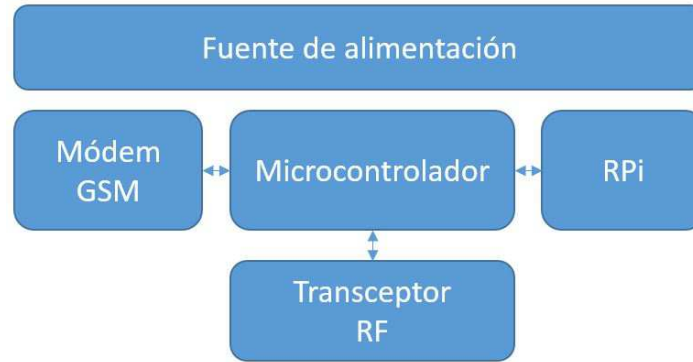 Fuente de alimentación
Módem
GSM
Microcontrolador
RPi
Transceptor
RF